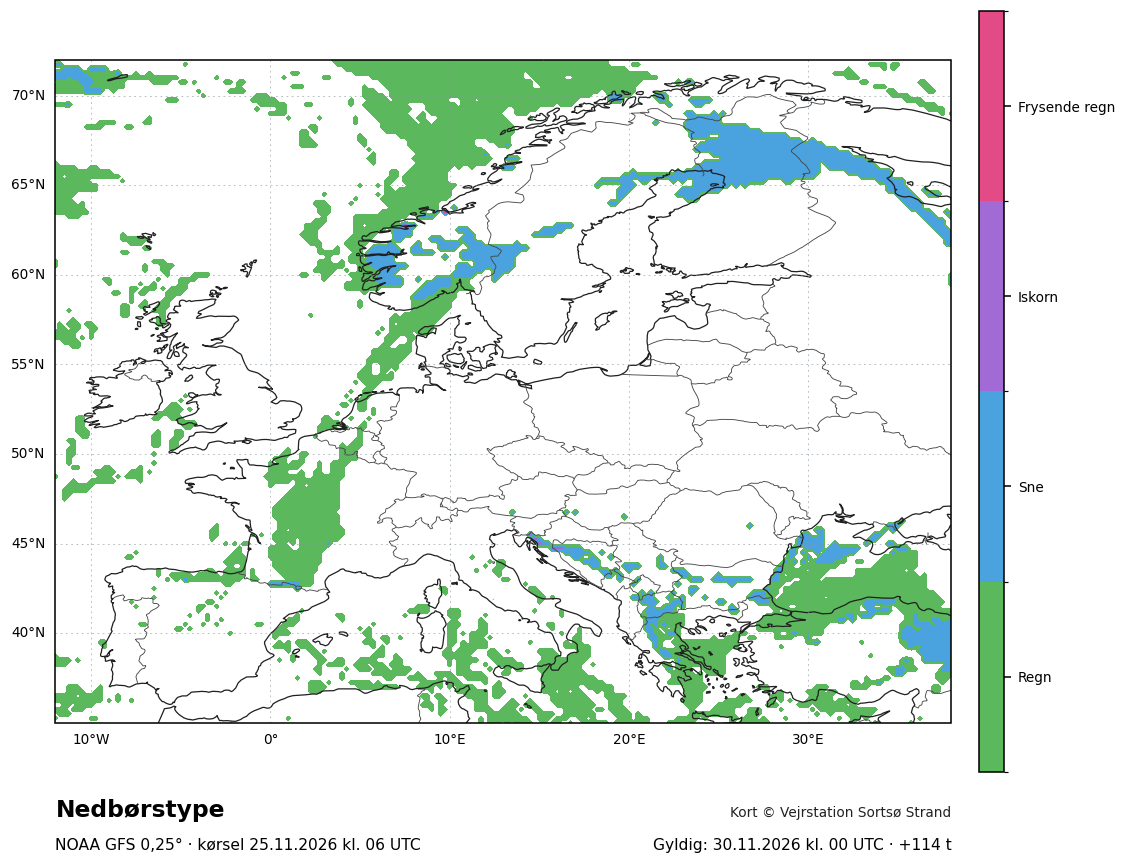 Frysende regn
Iskorn
Sne
Regn
70°N
65°N
60°N
55°N
50°N
45°N
40°N
10°W
0°
10°E
20°E
30°E
Nedbørstype
Kort © Vejrstation Sortsø Strand
NOAA GFS 0,25° · kørsel 25.11.2026 kl. 06 UTC
Gyldig: 30.11.2026 kl. 00 UTC · +114 t